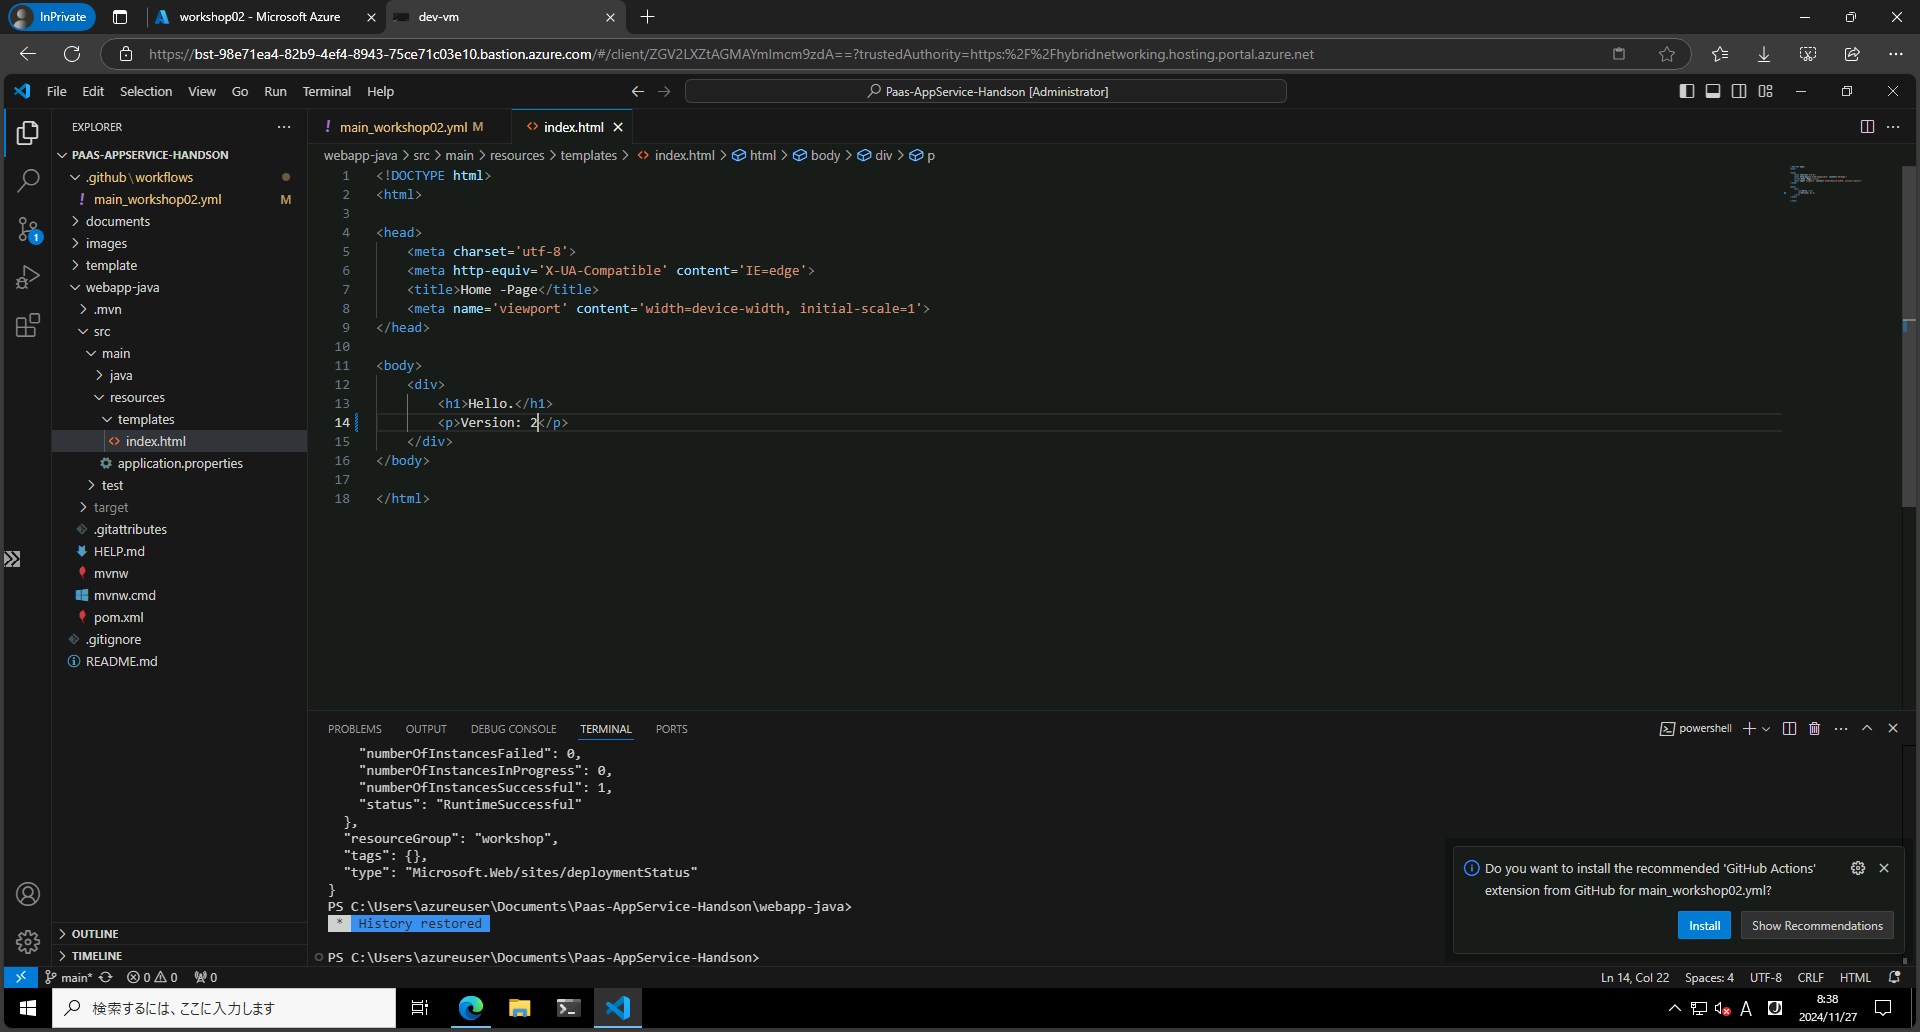 InPrivate
workshop02 - Microsoft Azure
dev-vm
https://bst-98e71ea4-82b9-4ef4-8943-75ce71c03e10.bastion.azure.com/#/client/ZGV2LXZtAGMAYmlmcm9zdA==?trustedAuthority=https:%2F%2Fhybridnetworking.hosting.portal.azure.net
File Edit Selection View Go Run Terminal Help
Paas-AppService-Handson [Administrator]
EXPLORER
PAAS-APPSERVICE-HANDSON
.github\workflows
main_workshop02.yml M
documents
images
template
webapp-java
.mvn
src
main
java
resources
templates
index.html
application.properties
test
target
.gitattributes
HELP.md
mvnw
mvnw.cmd
pom.xml
.gitignore
README.md
OUTLINE
TIMELINE
1
main_workshop02.yml M
index.html
webapp-java > src > main > resources > templates > index.html > html > body > div > p
1 <!DOCTYPE html>
2 <html>
3
4 <head>
5 <meta charset='utf-8'>
6 <meta http-equiv='X-UA-Compatible' content='IE=edge'>
7 <title>Home -Page</title>
8 <meta name='viewport' content='width=device-width, initial-scale=1'>
9 </head>
10
11 <body>
12 <div>
13 <h1>Hello.</h1>
14 <p>Version: 2</p>
15 </div>
16 </body>
17
18 </html>
PROBLEMS OUTPUT DEBUG CONSOLE TERMINAL PORTS
powershell
"numberOfInstancesFailed": 0,
"numberOfInstancesInProgress": 0,
"numberOfInstancesSuccessful": 1,
"status": "RuntimeSuccessful"
},
"resourceGroup": "workshop",
"tags": {},
"type": "Microsoft.Web/sites/deploymentStatus"
}
PS C:\Users\azureuser\Documents\Paas-AppService-Handson\webapp-java>
* History restored
PS C:\Users\azureuser\Documents\Paas-AppService-Handson>
Do you want to install the recommended 'GitHub Actions'
extension from GitHub for main_workshop02.yml?
Install
Show Recommendations
main* 0 0 0
Ln 14, Col 22 Spaces: 4 UTF-8 CRLF HTML
検索するには、ここに入力します
A
8:38
2024/11/27